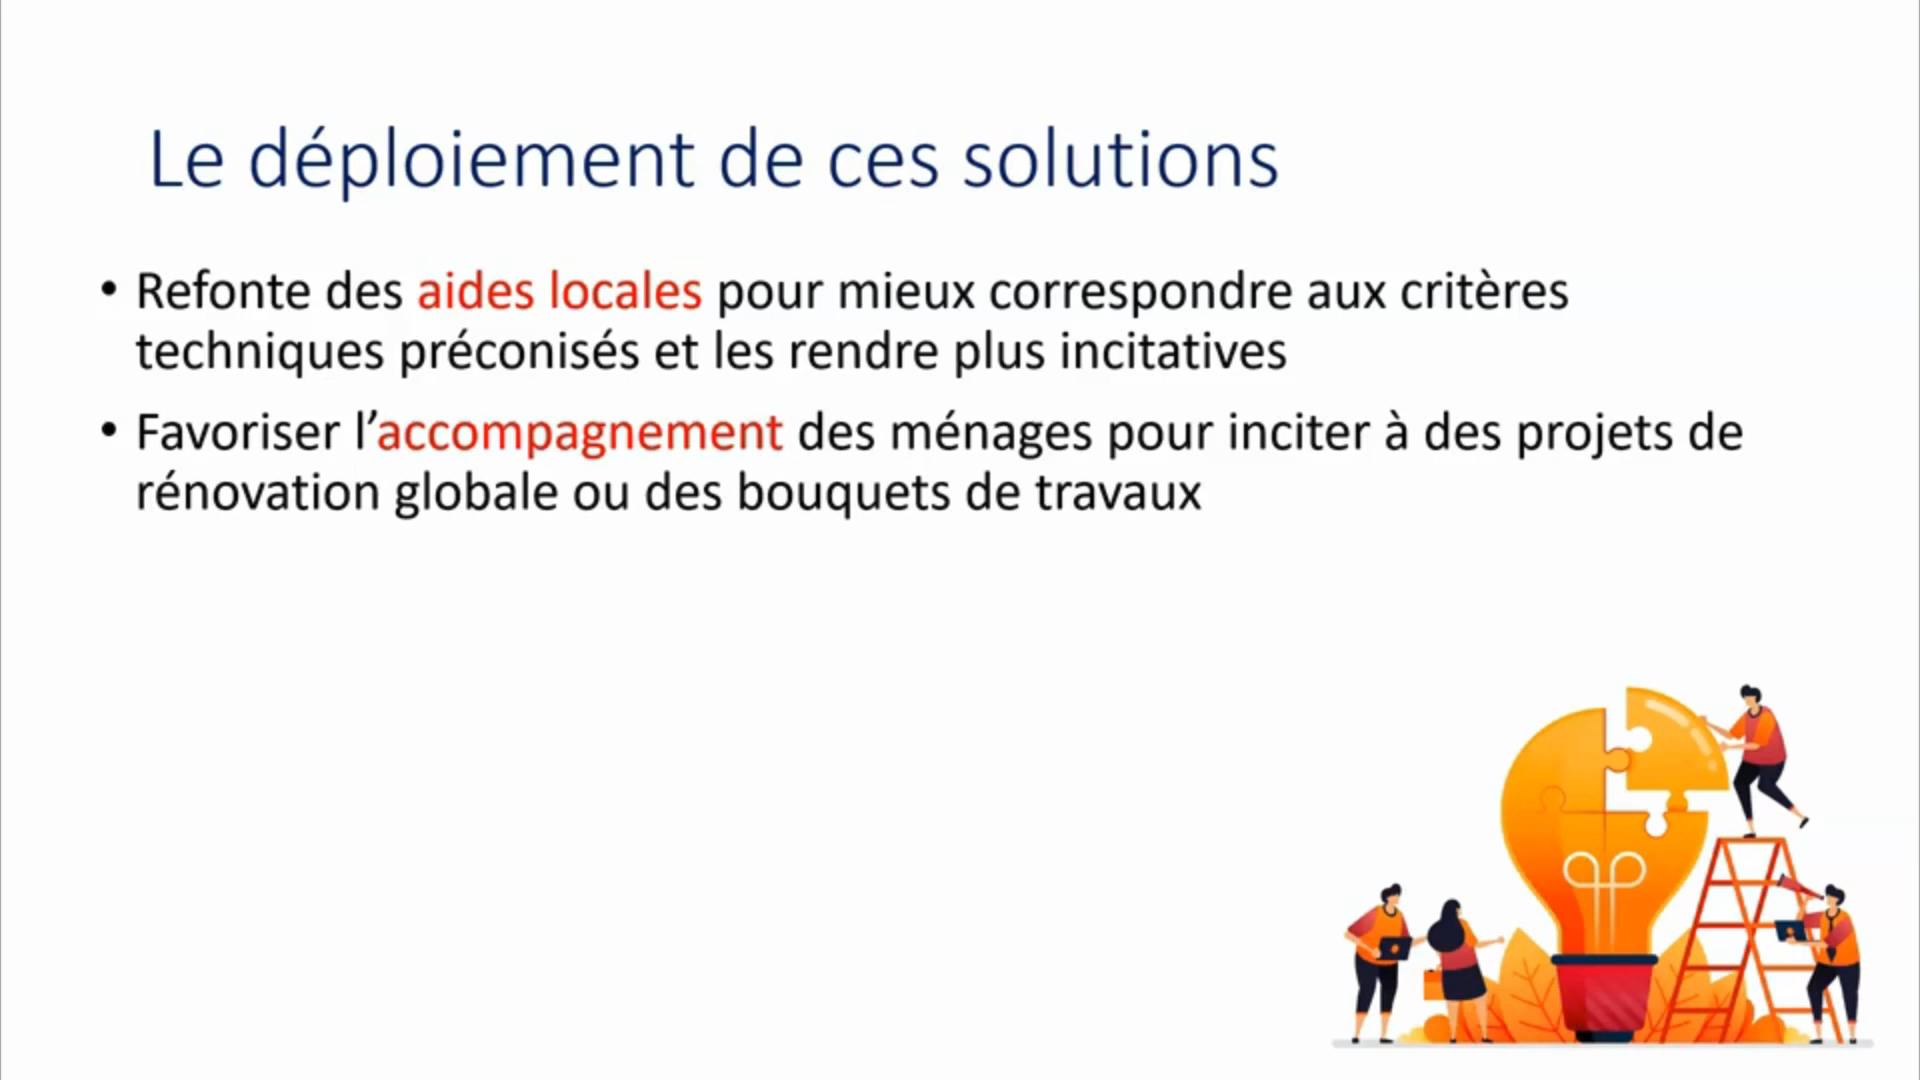 Le déploiement de ces solutions
• Refonte des aides locales pour mieux correspondre aux critères
techniques préconisés et les rendre plus incitatives
• Favoriser l’accompagnement des ménages pour inciter à des projets de
rénovation globale ou des bouquets de travaux